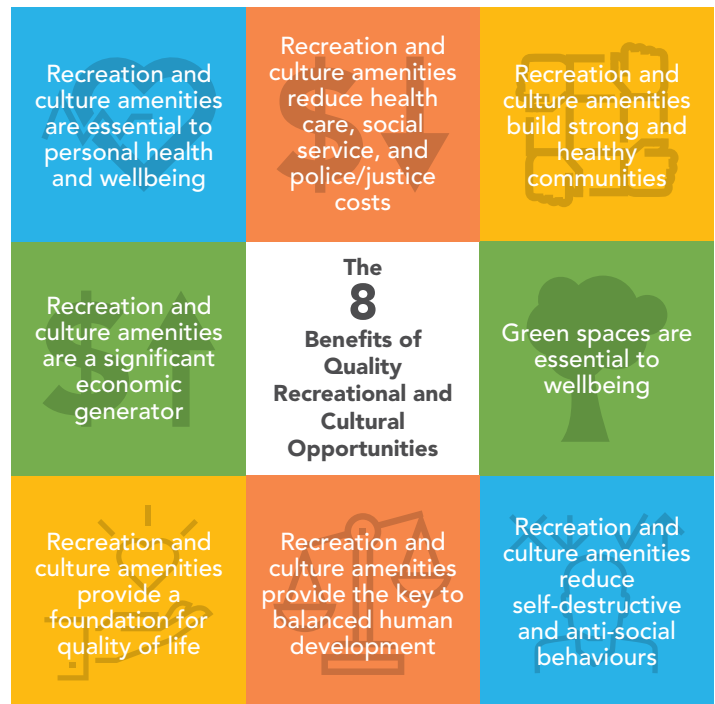 Recreation and
culture amenities
are essential to
personal health
and wellbeing
Recreation and
culture amenities
reduce health
care, social
service, and
police/justice
costs
Recreation and
culture amenities
build strong and
healthy
communities
Recreation and
culture amenities
are a significant
economic
generator
The
8
Benefits of
Quality
Recreational and
Cultural
Opportunities
Green spaces are
essential to
wellbeing
Recreation and
culture amenities
provide a
foundation for
quality of life
Recreation and
culture amenities
provide the key to
balanced human
development
Recreation and
culture amenities
reduce
self-destructive
and anti-social
behaviours